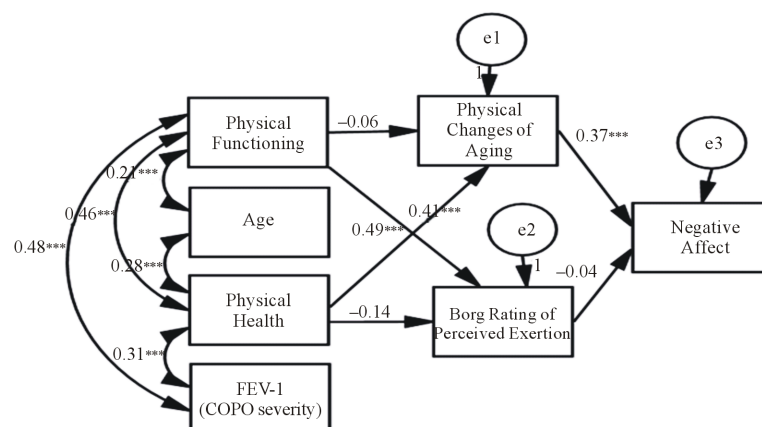 e1
1
Physical
Functioning
−0.06
Physical
Changes of
Aging
0.37***
e3
0.21***
0.46***
Age
0.48***
0.49***
0.41***
e2
Negative
Affect
0.28***
1
−0.04
Physical
Health
−0.14
Borg Rating of
Perceived Exertion
0.31***
FEV-1
(COPO severity)